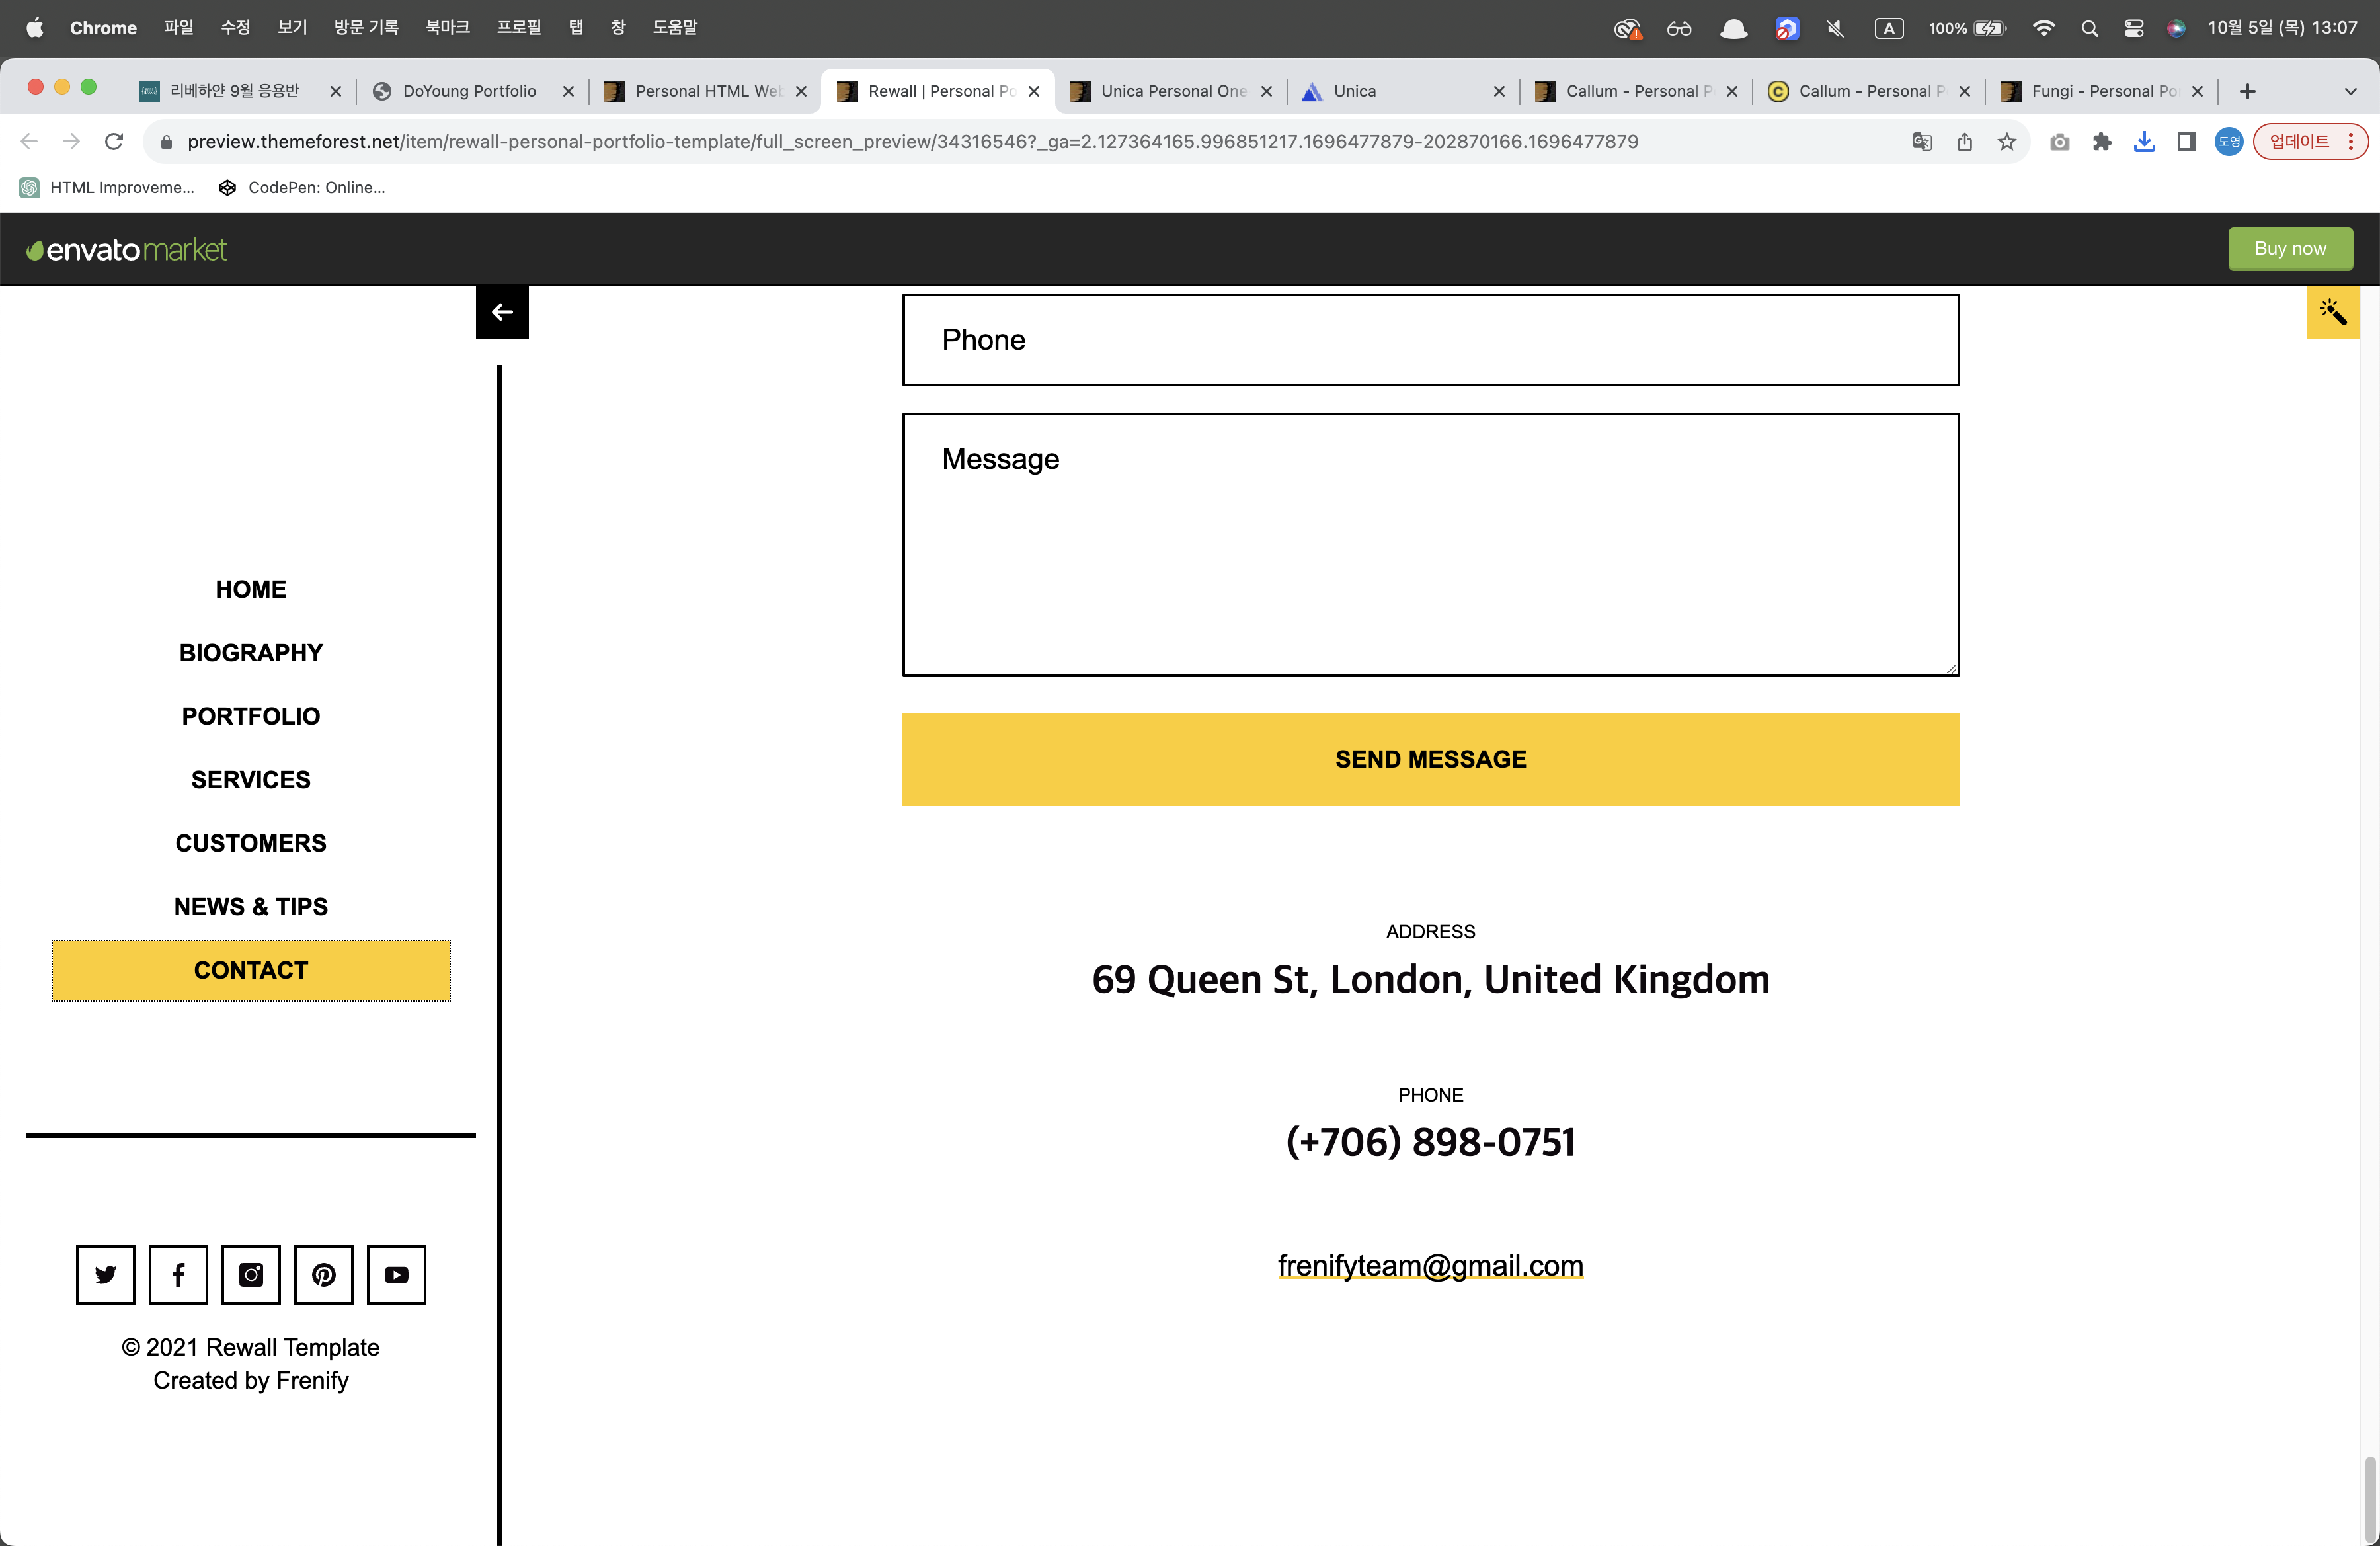 Chrome 파일 수정 보기 방문 기록 북마크 프로필 탭 창 도움말 A 100% 10월 5일 (목) 13:07
리베하얀 9월 응용반 DoYoung Portfolio Personal HTML Web Rewall | Personal Po Unica Personal One Unica Callum - Personal P Callum - Personal P Fungi - Personal Po
preview.themeforest.net/item/rewall-personal-portfolio-template/full_screen_preview/34316546?_ga=2.127364165.996851217.1696477879-202870166.1696477879 도영 업데이트
HTML Improveme... CodePen: Online...
envatomarket Buy now
HOME
BIOGRAPHY
PORTFOLIO
SERVICES
CUSTOMERS
NEWS & TIPS
CONTACT
© 2021 Rewall Template
Created by Frenify
Phone
Message
SEND MESSAGE
ADDRESS
69 Queen St, London, United Kingdom
PHONE
(+706) 898-0751
frenifyteam@gmail.com